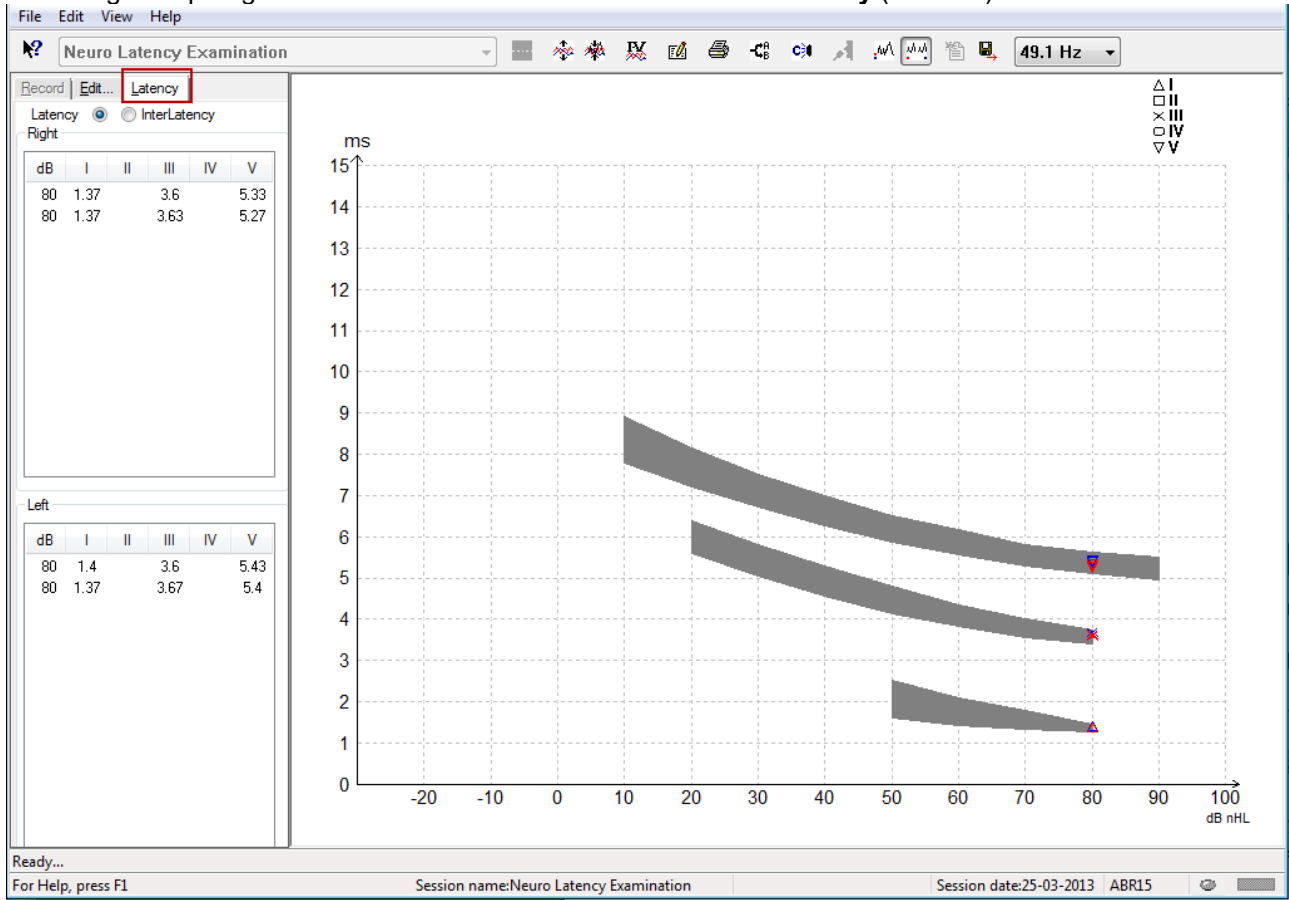 File Edit View Help
Neuro Latency Examination
49.1 Hz
Record Edit... Latency
Latency InterLatency
Right
dB I II III IV V
80 1.37 3.6 5.33
80 1.37 3.63 5.27
Left
dB I II III IV V
80 1.4 3.6 5.43
80 1.37 3.67 5.4
I
II
III
IV
V
ms
15
14
13
12
11
10
9
8
7
6
5
4
3
2
1
0
-20 -10 0 10 20 30 40 50 60 70 80 90 100
dB nHL
Ready...
For Help, press F1 Session name:Neuro Latency Examination Session date:25-03-2013 ABR15